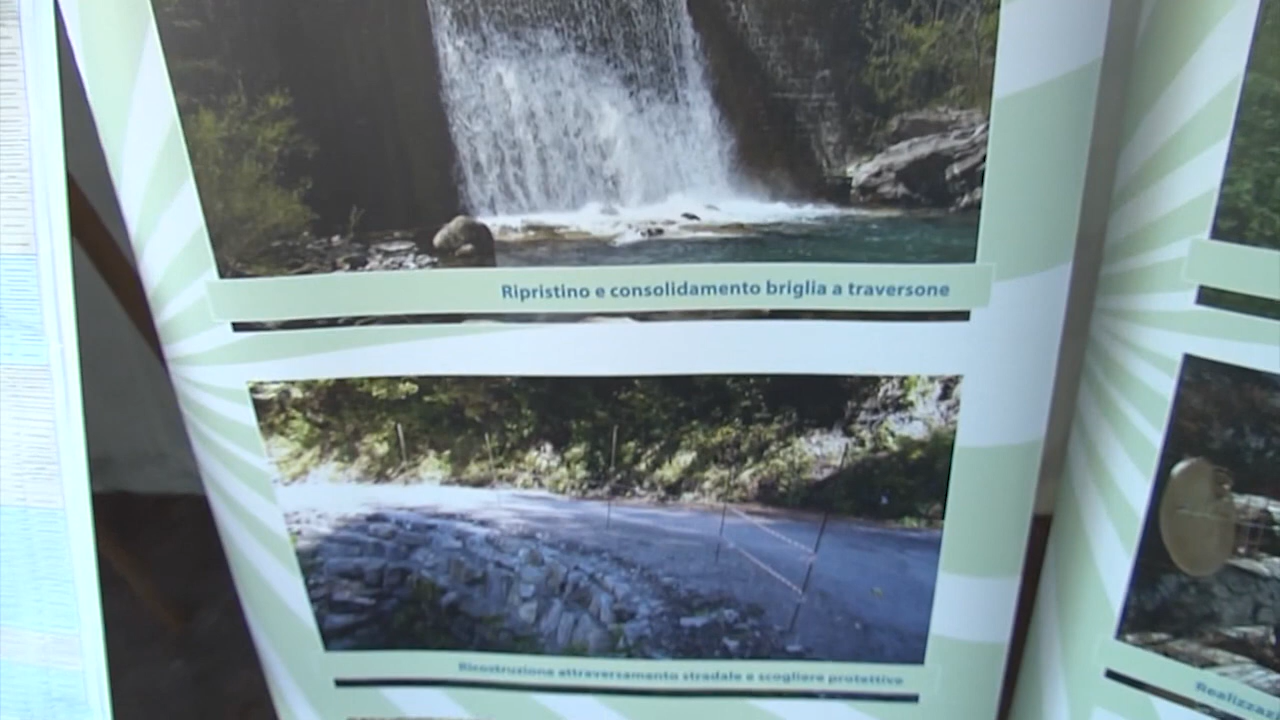 Ripristino e consolidamento briglia a traversone
Ricostruzione attraversamento stradale e scogliere protettive